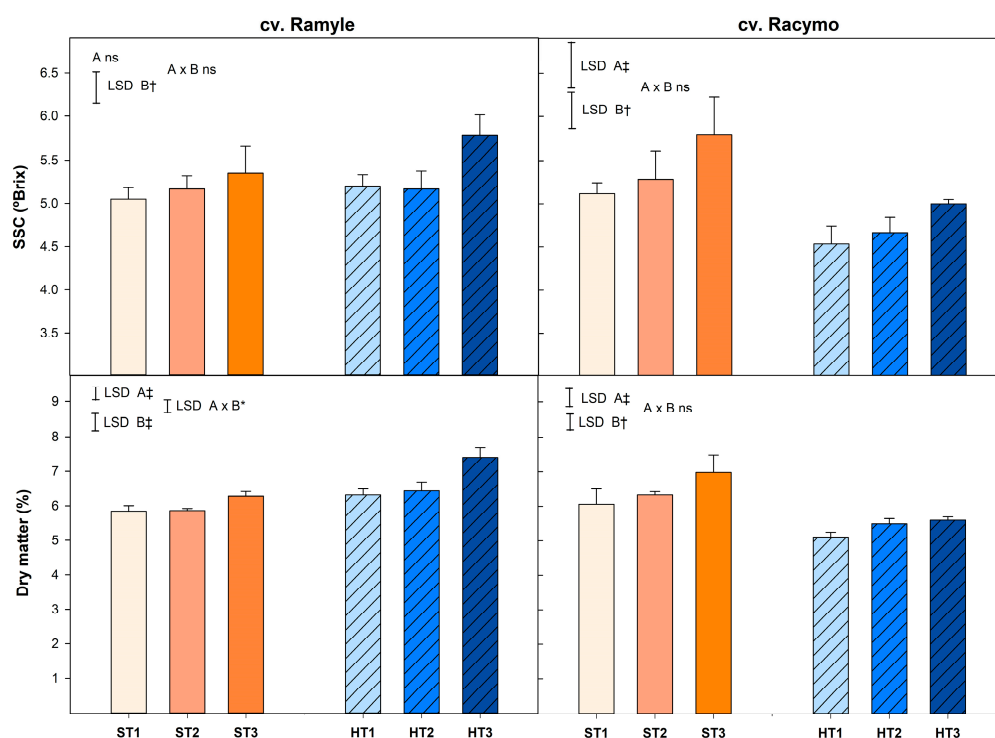 cv. Ramyle
cv. Racymo
A ns
A x B ns
LSD B†
6.5
6.0
5.5
5.0
4.5
4.0
3.5
SSC (ºBrix)
LSD A‡
A x B ns
LSD B†
LSD A‡
LSD A x B*
LSD B‡
9
8
7
6
5
4
3
2
1
Dry matter (%)
LSD A‡
A x B ns
LSD B†
ST1 ST2 ST3 HT1 HT2 HT3
ST1 ST2 ST3 HT1 HT2 HT3